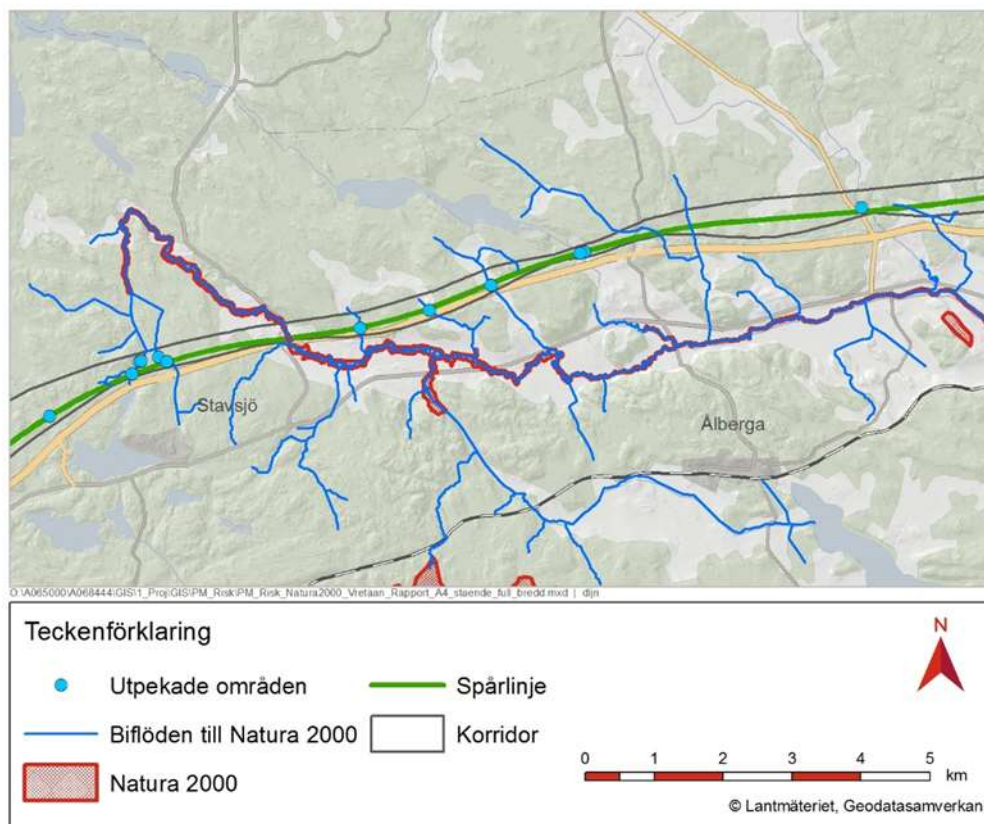 Stavsjö
Ålberga
O:\A065000\A068444\GIS\1_Proj\GIS\PM_Risk\PM_Risk_Natura2000_Vretaan_Rapport_A4_staende_full_bredd.mxd | dljn
Teckenförklaring
N
Utpekade områden
Spårlinje
Biflöden till Natura 2000
Korridor
Natura 2000
0 1 2 3 4 5
km
© Lantmäteriet, Geodatasamverkan